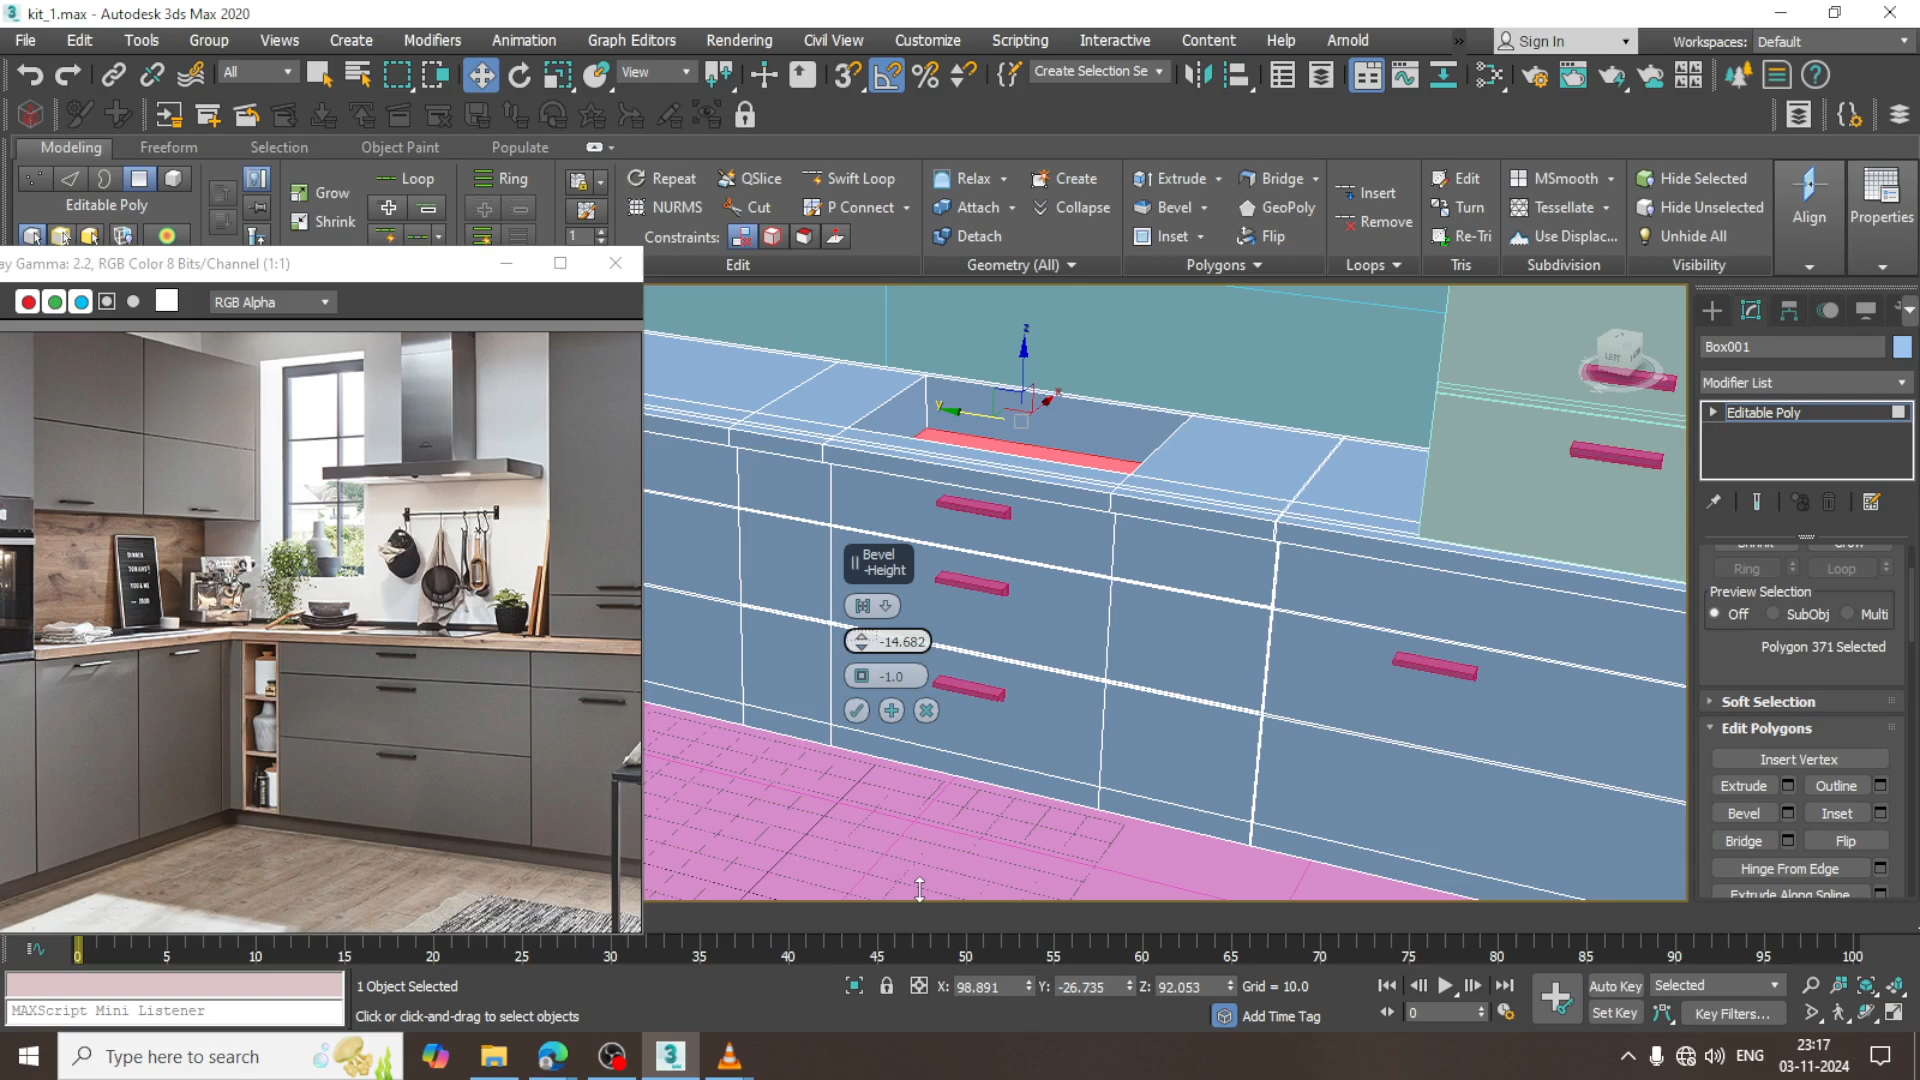 kit_1.max - Autodesk 3ds Max 2020
File Edit Tools Group Views Create Modifiers Animation Graph Editors Rendering Civil View Customize Scripting Interactive Content Help Arnold Sign In Workspaces: Default
All View Create Selection Se
Modeling Freeform Selection Object Paint Populate
Grow Loop Ring Repeat QSlice Swift Loop Relax Create Extrude Bridge Insert Edit MSmooth Hide Selected
Editable Poly Shrink NURMS Cut P Connect Attach Collapse Bevel GeoPoly Remove Turn Tessellate Hide Unselected Align Properties
1 Constraints: Detach Inset Flip Re-Tri Use Displac... Unhide All
Edit Geometry (All) Polygons Loops Tris Subdivision Visibility
ay Gamma: 2.2, RGB Color 8 Bits/Channel (1:1)
RGB Alpha
Box001
Modifier List
Editable Poly
z
y
x
LEFT
Bevel
-Height
-14.682
-1.0
Shrink Grow
Ring Loop
Preview Selection
Off SubObj Multi
Polygon 371 Selected
Soft Selection
Edit Polygons
Insert Vertex
Extrude Outline
Bevel Inset
Bridge Flip
Hinge From Edge
Extrude Along Spline
0 5 10 15 20 25 30 35 40 45 50 55 60 65 70 75 80 85 90 95 100
1 Object Selected X: 98.891 Y: -26.735 Z: 92.053 Grid = 10.0 Auto Key Selected
MAXScript Mini Listener Click or click-and-drag to select objects Add Time Tag 0 Set Key Key Filters...
Type here to search ENG 23:17
03-11-2024